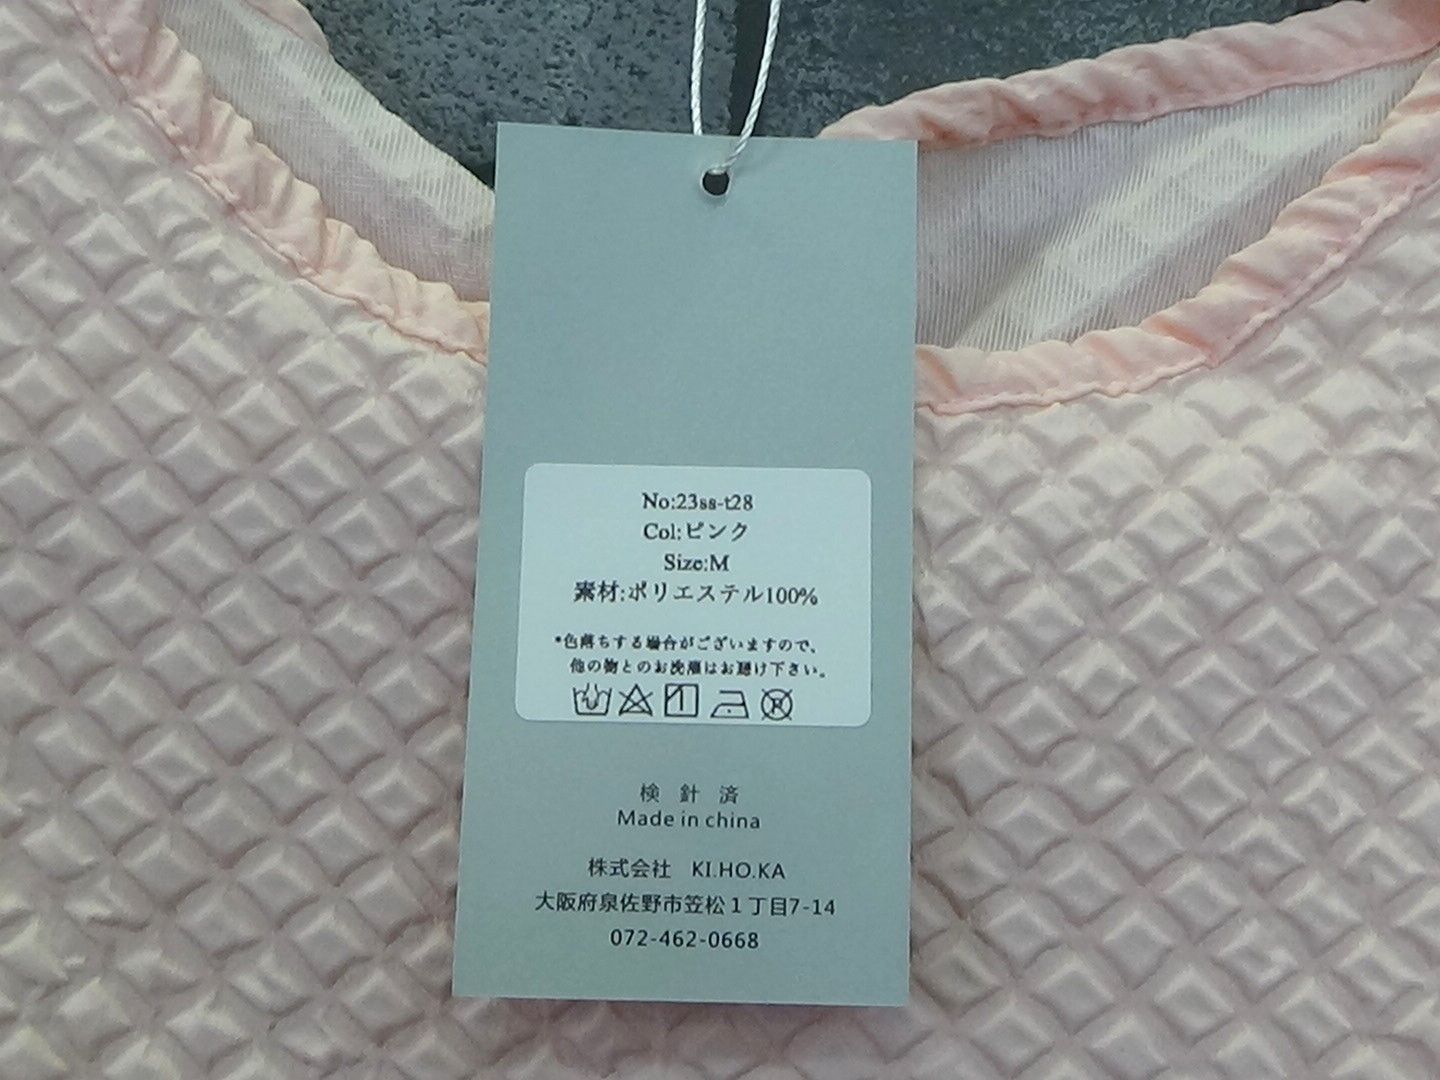 No:23ss-t28
Col:ピンク
Size:M
素材:ポリエステル100%
*色落ちする場合がございますので、
他の物とのお洗濯はお避け下さい。
検 針 済
Made in china
株式会社 KI.HO.KA
大阪府泉佐野市笠松1丁目7-14
072-462-0668